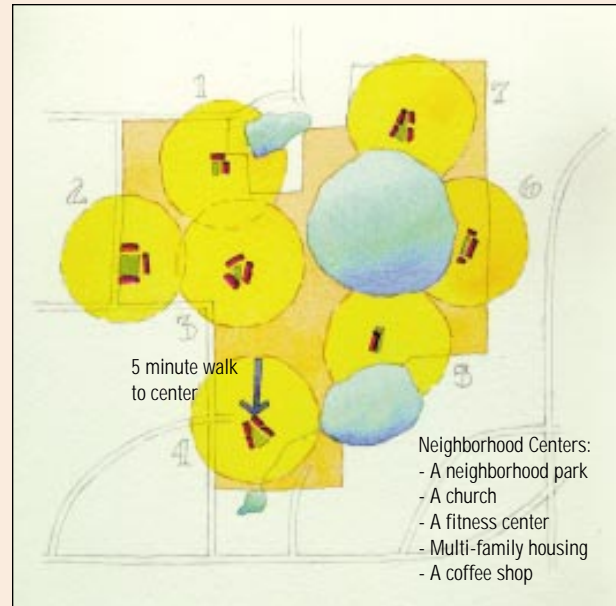 1
7
2
6
3
5 minute walk
to center
5
4
Neighborhood Centers:
- A neighborhood park
- A church
- A fitness center
- Multi-family housing
- A coffee shop